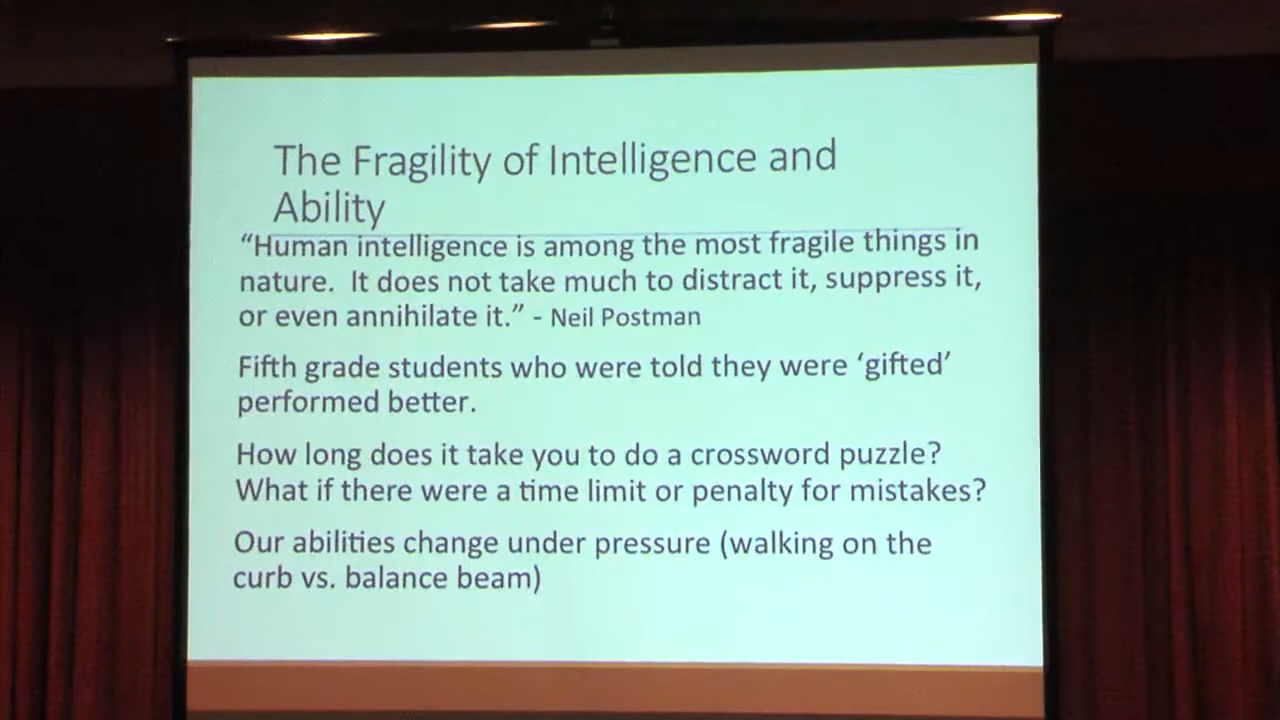 The Fragility of Intelligence and
Ability
“Human intelligence is among the most fragile things in
nature.  It does not take much to distract it, suppress it,
or even annihilate it.” - Neil Postman
Fifth grade students who were told they were ‘gifted’
performed better.
How long does it take you to do a crossword puzzle?
What if there were a time limit or penalty for mistakes?
Our abilities change under pressure (walking on the
curb vs. balance beam)